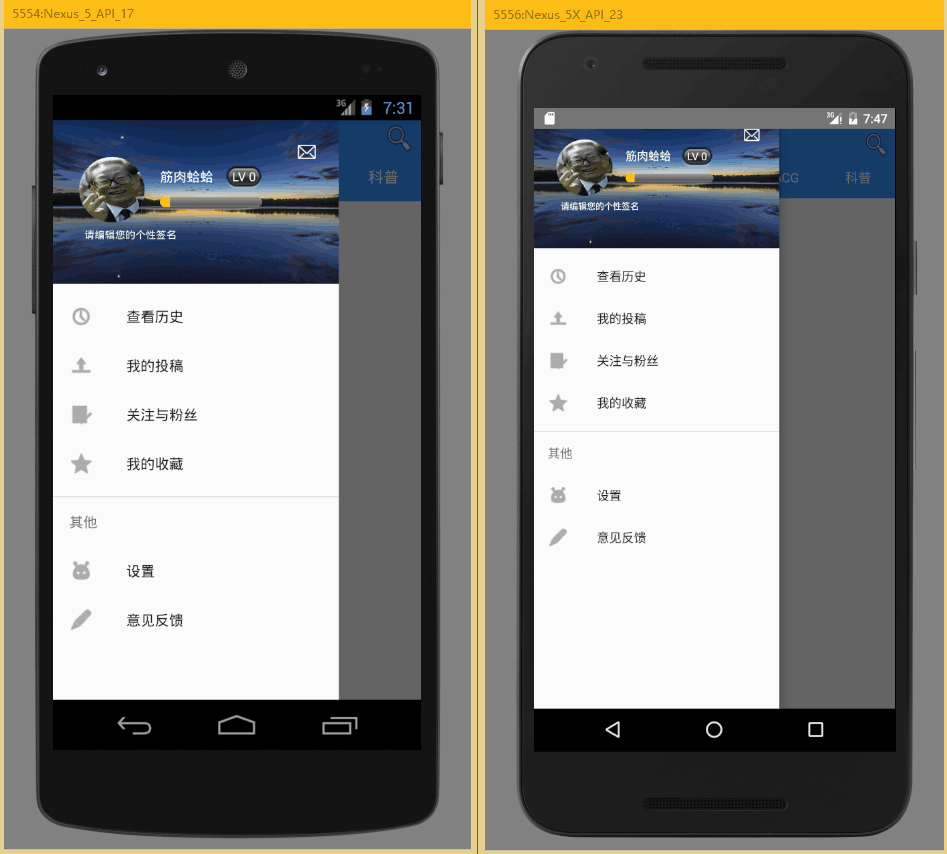 5554:Nexus_5_API_17
3G 7:31
科普
筋肉蛤蛤 LV 0
请编辑您的个性签名
查看历史
我的投稿
关注与粉丝
我的收藏
其他
设置
意见反馈
5556:Nexus_5X_API_23
3G 7:47
筋肉蛤蛤 LV 0
CG 科普
请编辑您的个性签名
查看历史
我的投稿
关注与粉丝
我的收藏
其他
设置
意见反馈